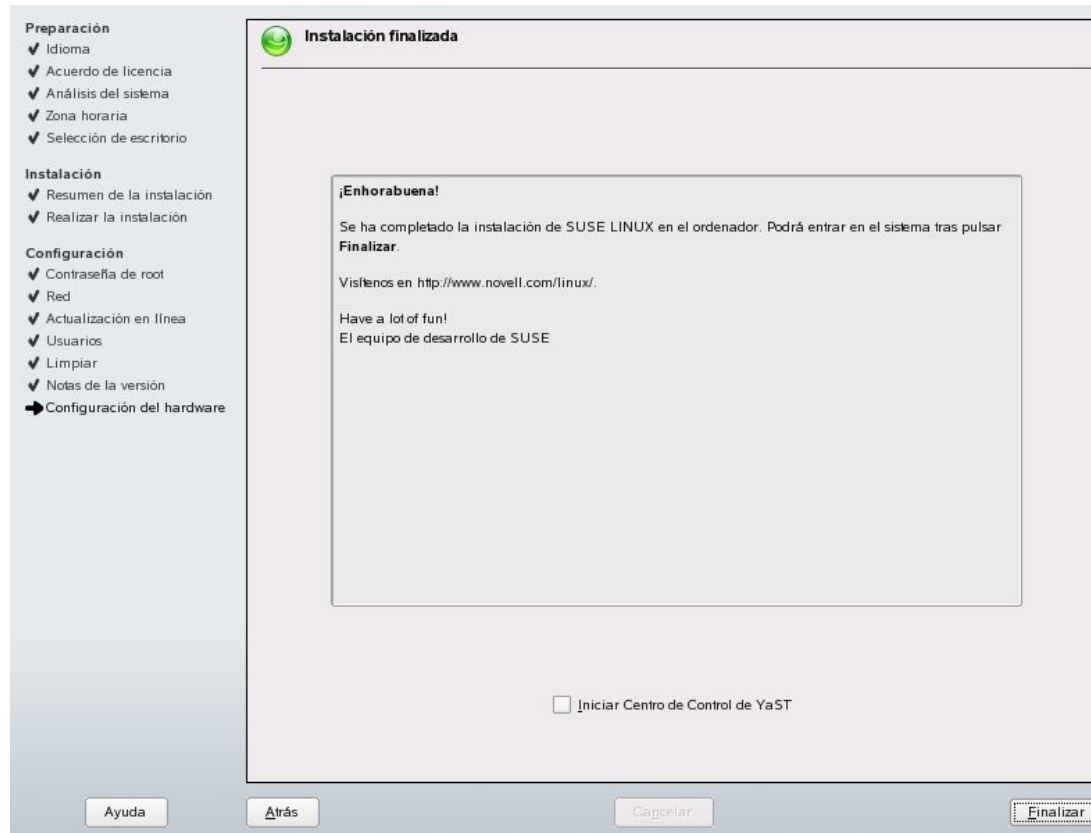 Preparación
Idioma
Acuerdo de licencia
Análisis del sistema
Zona horaria
Selección de escritorio
Instalación
Resumen de la instalación
Realizar la instalación
Configuración
Contraseña de root
Red
Actualización en línea
Usuarios
Limpiar
Notas de la versión
Configuración del hardware
Instalación finalizada
¡Enhorabuena!
Se ha completado la instalación de SUSE LINUX en el ordenador. Podrá entrar en el sistema tras pulsar
Finalizar.
Visítenos en http://www.novell.com/linux/.
Have a lot of fun!
El equipo de desarrollo de SUSE
Iniciar Centro de Control de YaST
Ayuda
Atrás
Cancelar
Finalizar